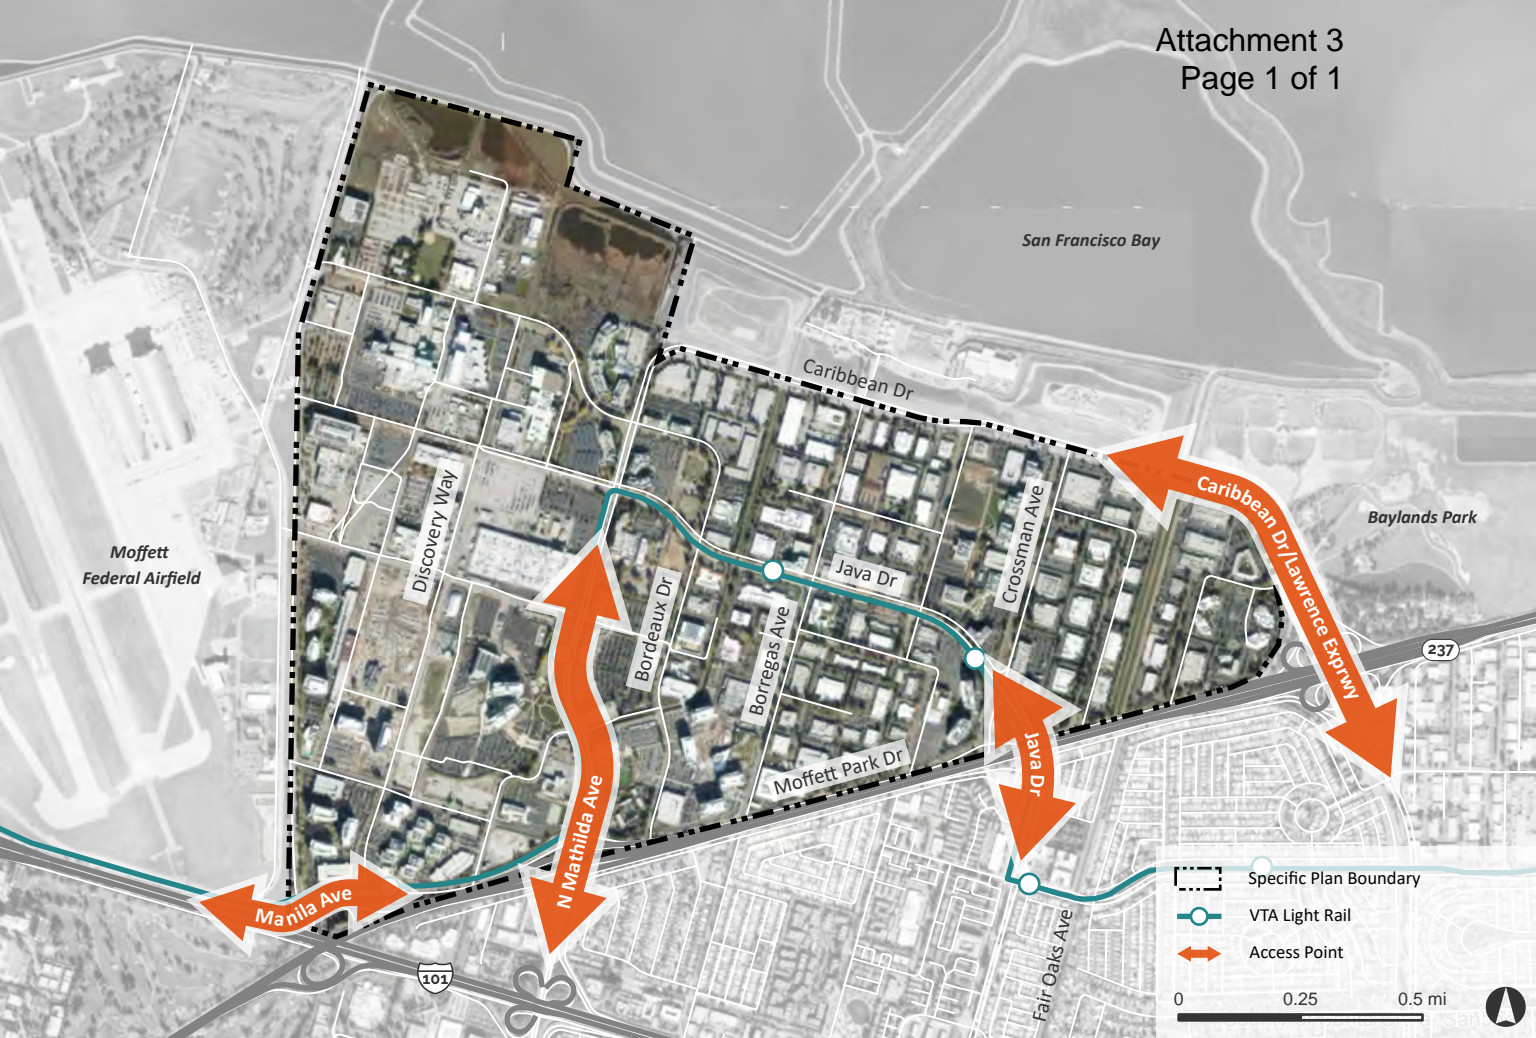 Attachment 3
Page 1 of 1
San Francisco Bay
Caribbean Dr
Caribbean Dr/Lawrence Exprwy
Baylands Park
Discovery Way
Crossman Ave
Moffett
Federal Airfield
Java Dr
Bordeaux Dr
Borregas Ave
237
Moffett Park Dr
Java Dr
N Mathilda Ave
Manila Ave
101
Fair Oaks Ave
Specific Plan Boundary
VTA Light Rail
Access Point
0 0.25 0.5 mi